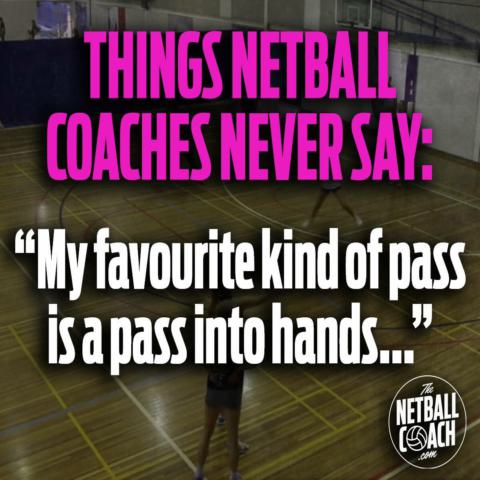 THINGS NETBALL
COACHES NEVER SAY:
“My favourite kind of pass
is a pass into hands...”
The
NETBALL
COACH
.com